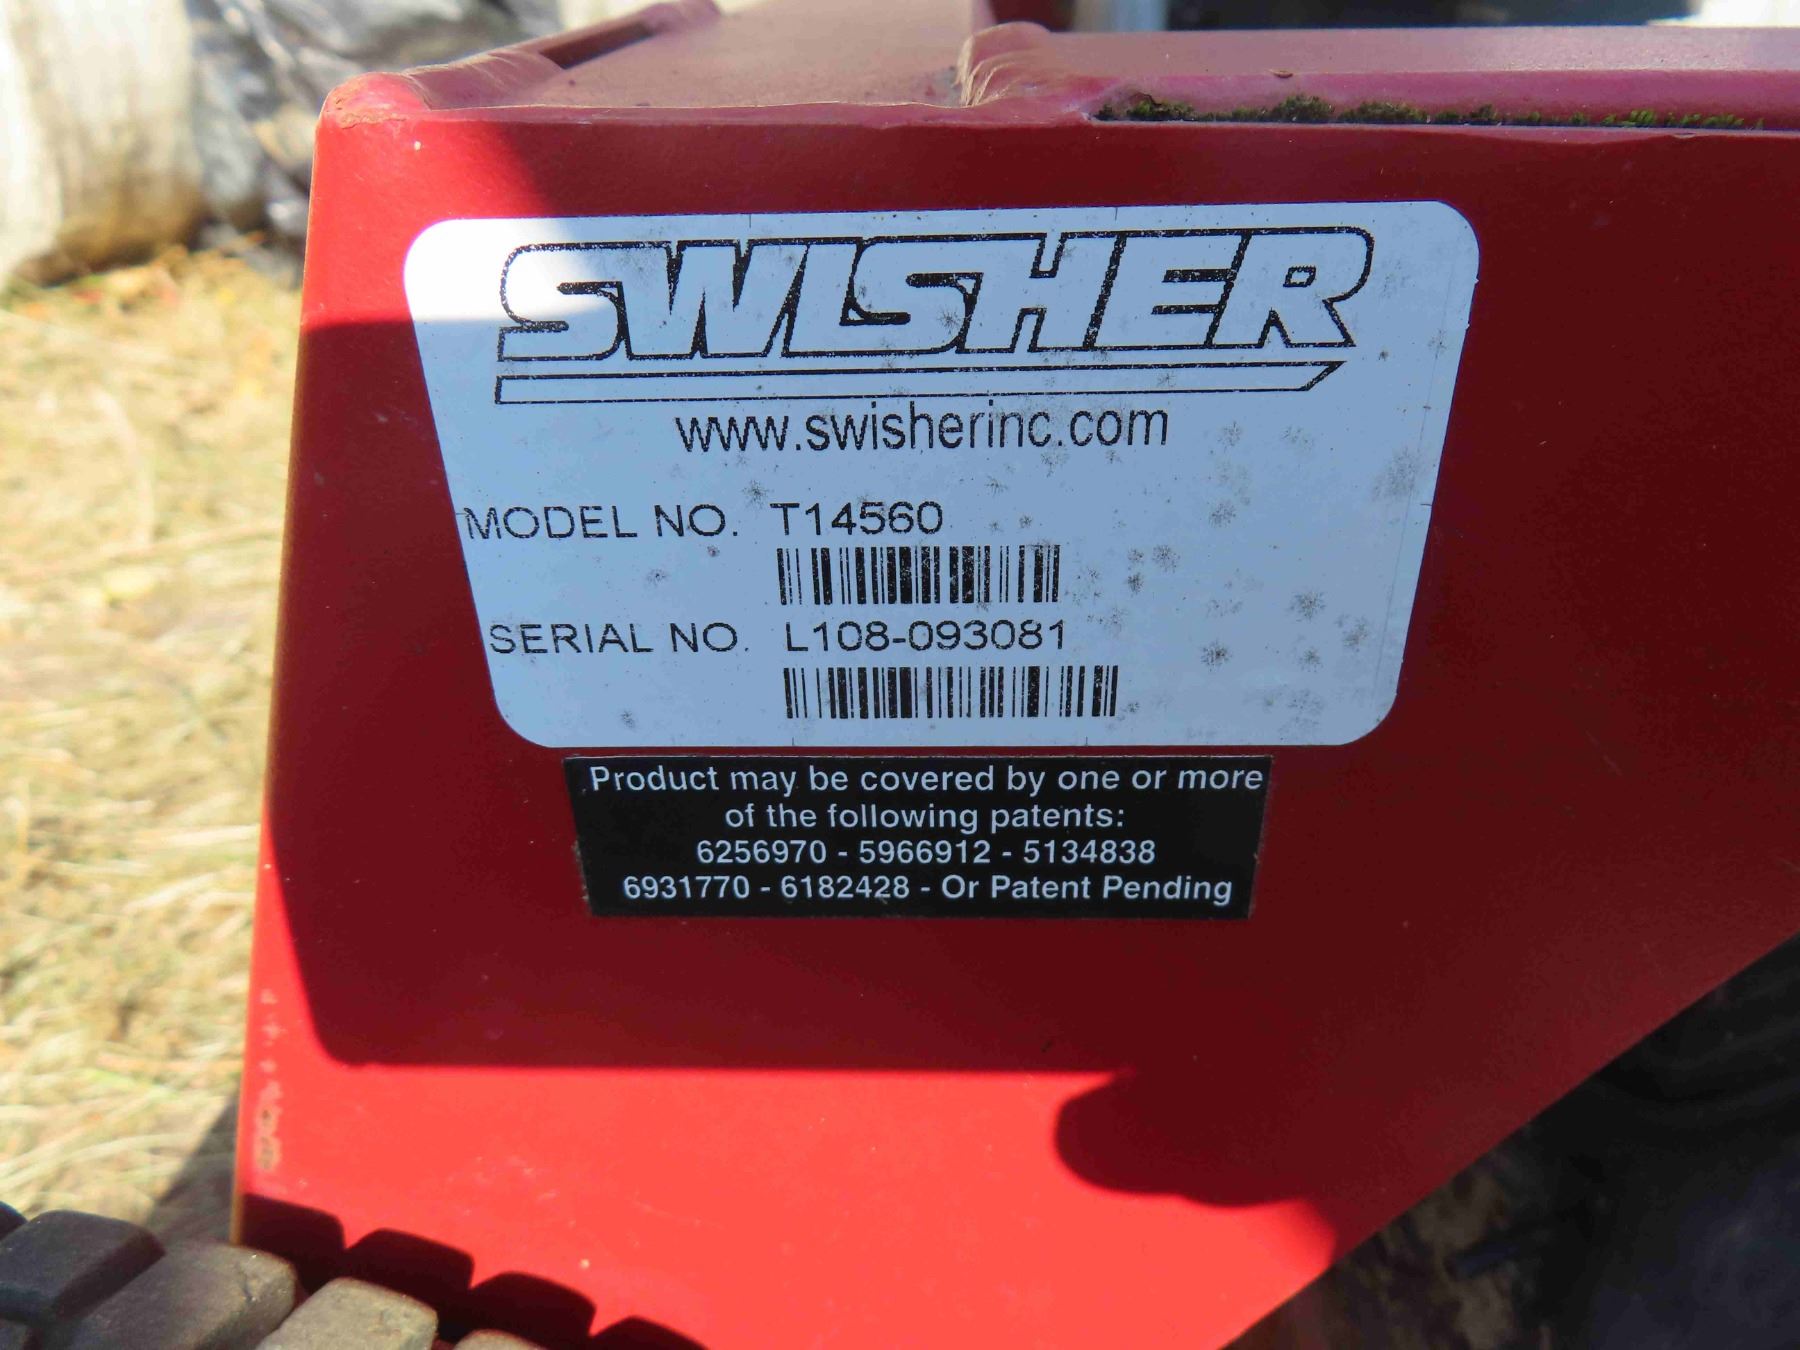 SWISHER
www.swisherinc.com
MODEL NO. T14560
SERIAL NO. L108-093081
Product may be covered by one or more
of the following patents:
6256970 - 5966912 - 5134838
6931770 - 6182428 - Or Patent Pending